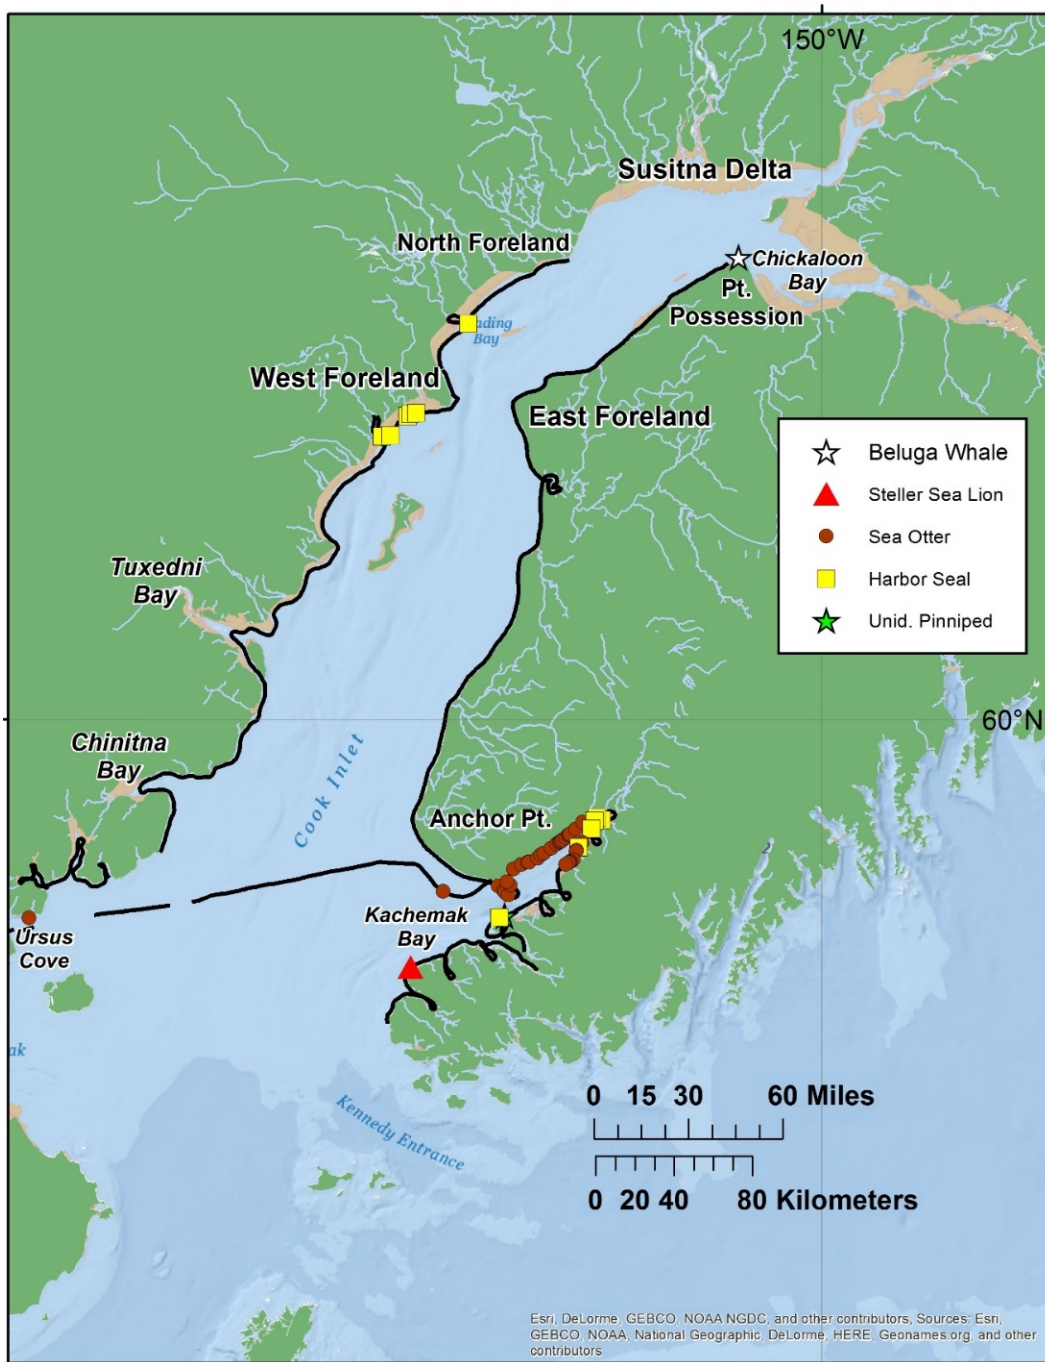 150°W
Susitna Delta
North Foreland
Chickaloon
Bay
Pt.
Possession
Bay
West Foreland
East Foreland
Beluga Whale
Steller Sea Lion
Sea Otter
Harbor Seal
Unid. Pinniped
Tuxedni
Bay
60°N
Chinitna
Bay
Cook Inlet
Anchor Pt.
Kachemak
Bay
Ursus
Cove
Kennedy Entrance
0 15 30 60 Miles
0 20 40 80 Kilometers
Esri, DeLorme, GEBCO, NOAA NGDC, and other contributors, Sources: Esri,
GEBCO, NOAA, National Geographic, DeLorme, HERE, Geonames.org, and other
contributors